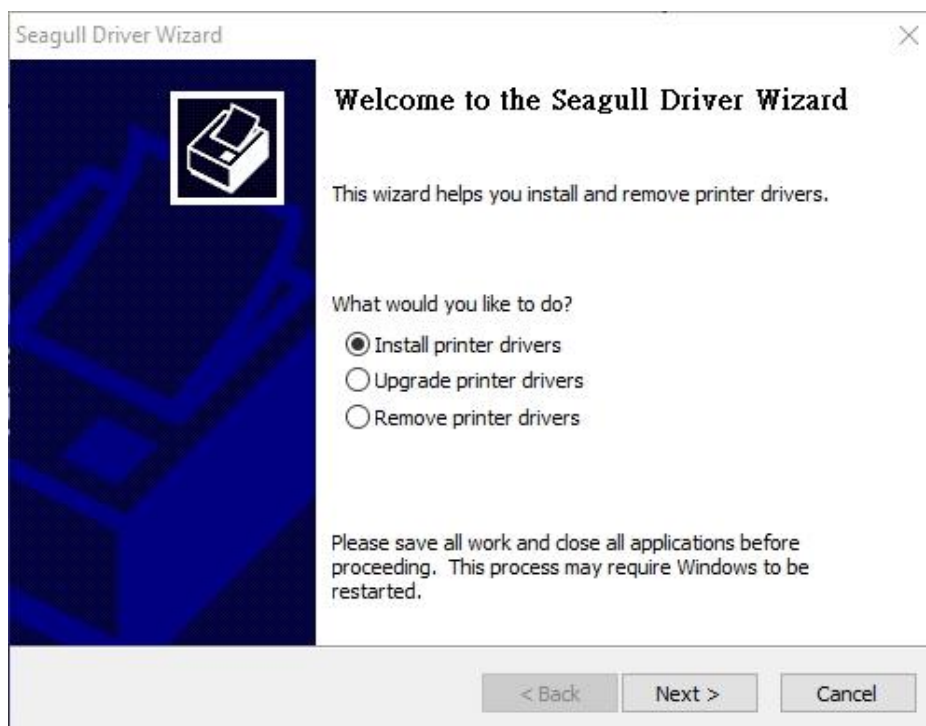 Seagull Driver Wizard
Welcome to the Seagull Driver Wizard
This wizard helps you install and remove printer drivers.
What would you like to do?
Install printer drivers
Upgrade printer drivers
Remove printer drivers
Please save all work and close all applications before
proceeding.  This process may require Windows to be
restarted.
< Back
Next >
Cancel